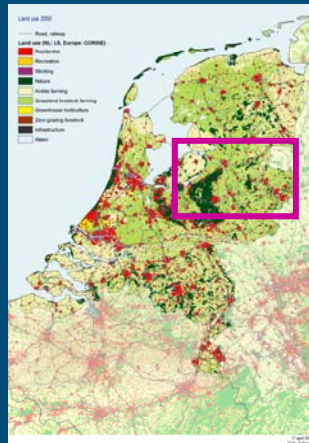 Land use 2000
Road, railway
Land use (NL: LS, Europe: CORINE)
Residential
Recreation
Working
Nature
Arable farming
Grassland livestock farming
Greenhouse horticulture
Zero-grazing livestock
Infrastructure
Water